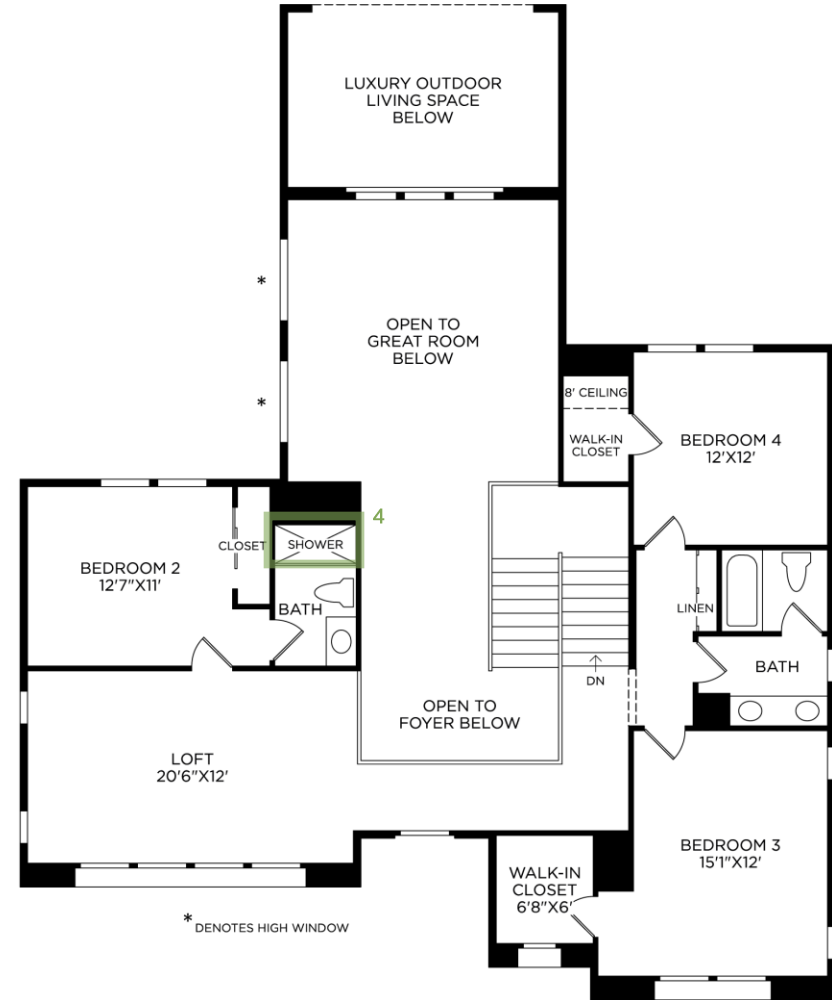 LUXURY OUTDOOR
LIVING SPACE
BELOW
*
OPEN TO
GREAT ROOM
BELOW
*
8' CEILING
WALK-IN
CLOSET
BEDROOM 4
12'X12'
4
CLOSET
SHOWER
BEDROOM 2
12'7"X11'
BATH
LINEN
BATH
DN
OPEN TO
FOYER BELOW
LOFT
20'6"X12'
BEDROOM 3
15'1"X12'
WALK-IN
CLOSET
6'8"X6'
* DENOTES HIGH WINDOW